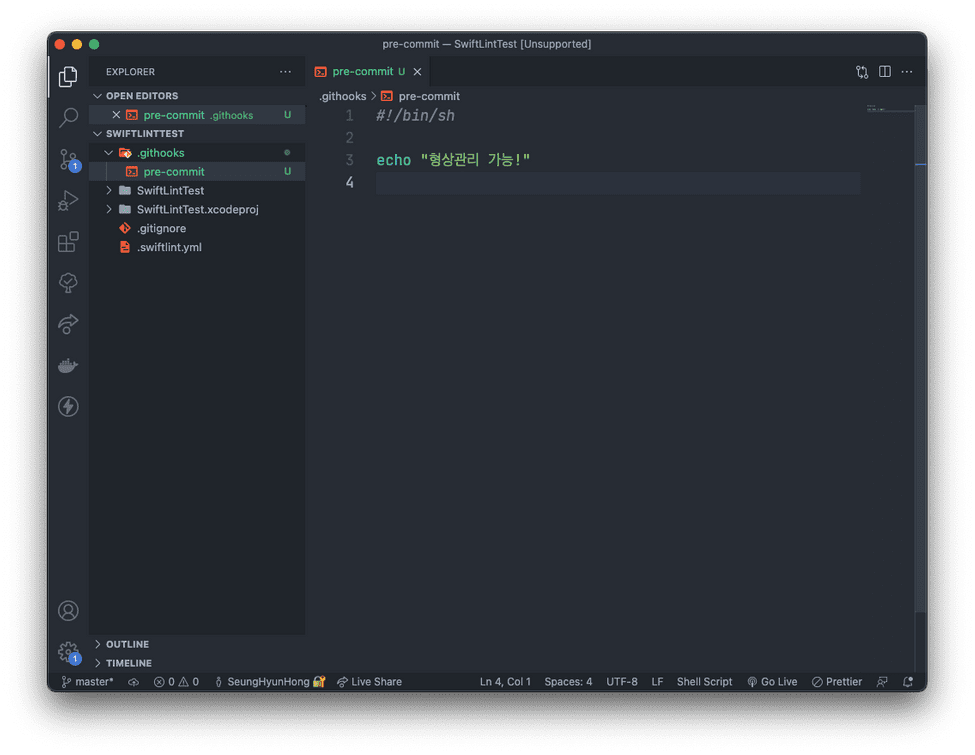 pre-commit — SwiftLintTest [Unsupported]
EXPLORER
OPEN EDITORS
pre-commit .githooks U
SWIFTLINTTEST
.githooks
pre-commit U
SwiftLintTest
SwiftLintTest.xcodeproj
.gitignore
.swiftlint.yml
OUTLINE
TIMELINE
pre-commit U
.githooks > pre-commit
1 #!/bin/sh
2
3 echo "형상관리 가능!"
4
1
1
master* 0 0 SeungHyunHong Live Share Ln 4, Col 1 Spaces: 4 UTF-8 LF Shell Script Go Live Prettier